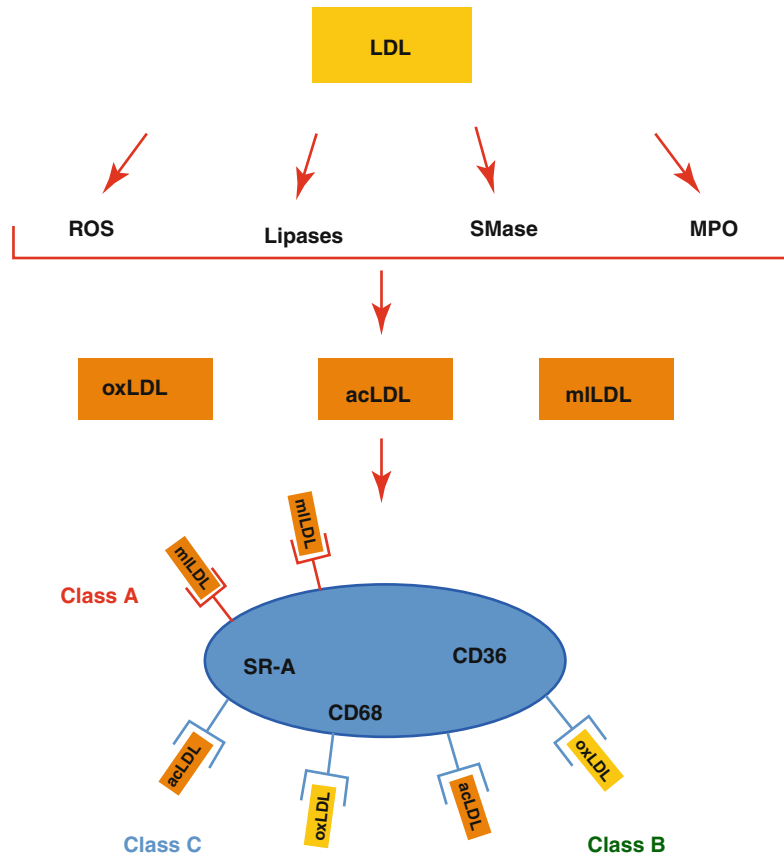 LDL
ROS
Lipases
SMase
MPO
oxLDL
acLDL
mlLDL
mlLDL
mlLDL
Class A
SR-A
CD36
CD68
acLDL
oxLDL
acLDL
oxLDL
Class C
Class B